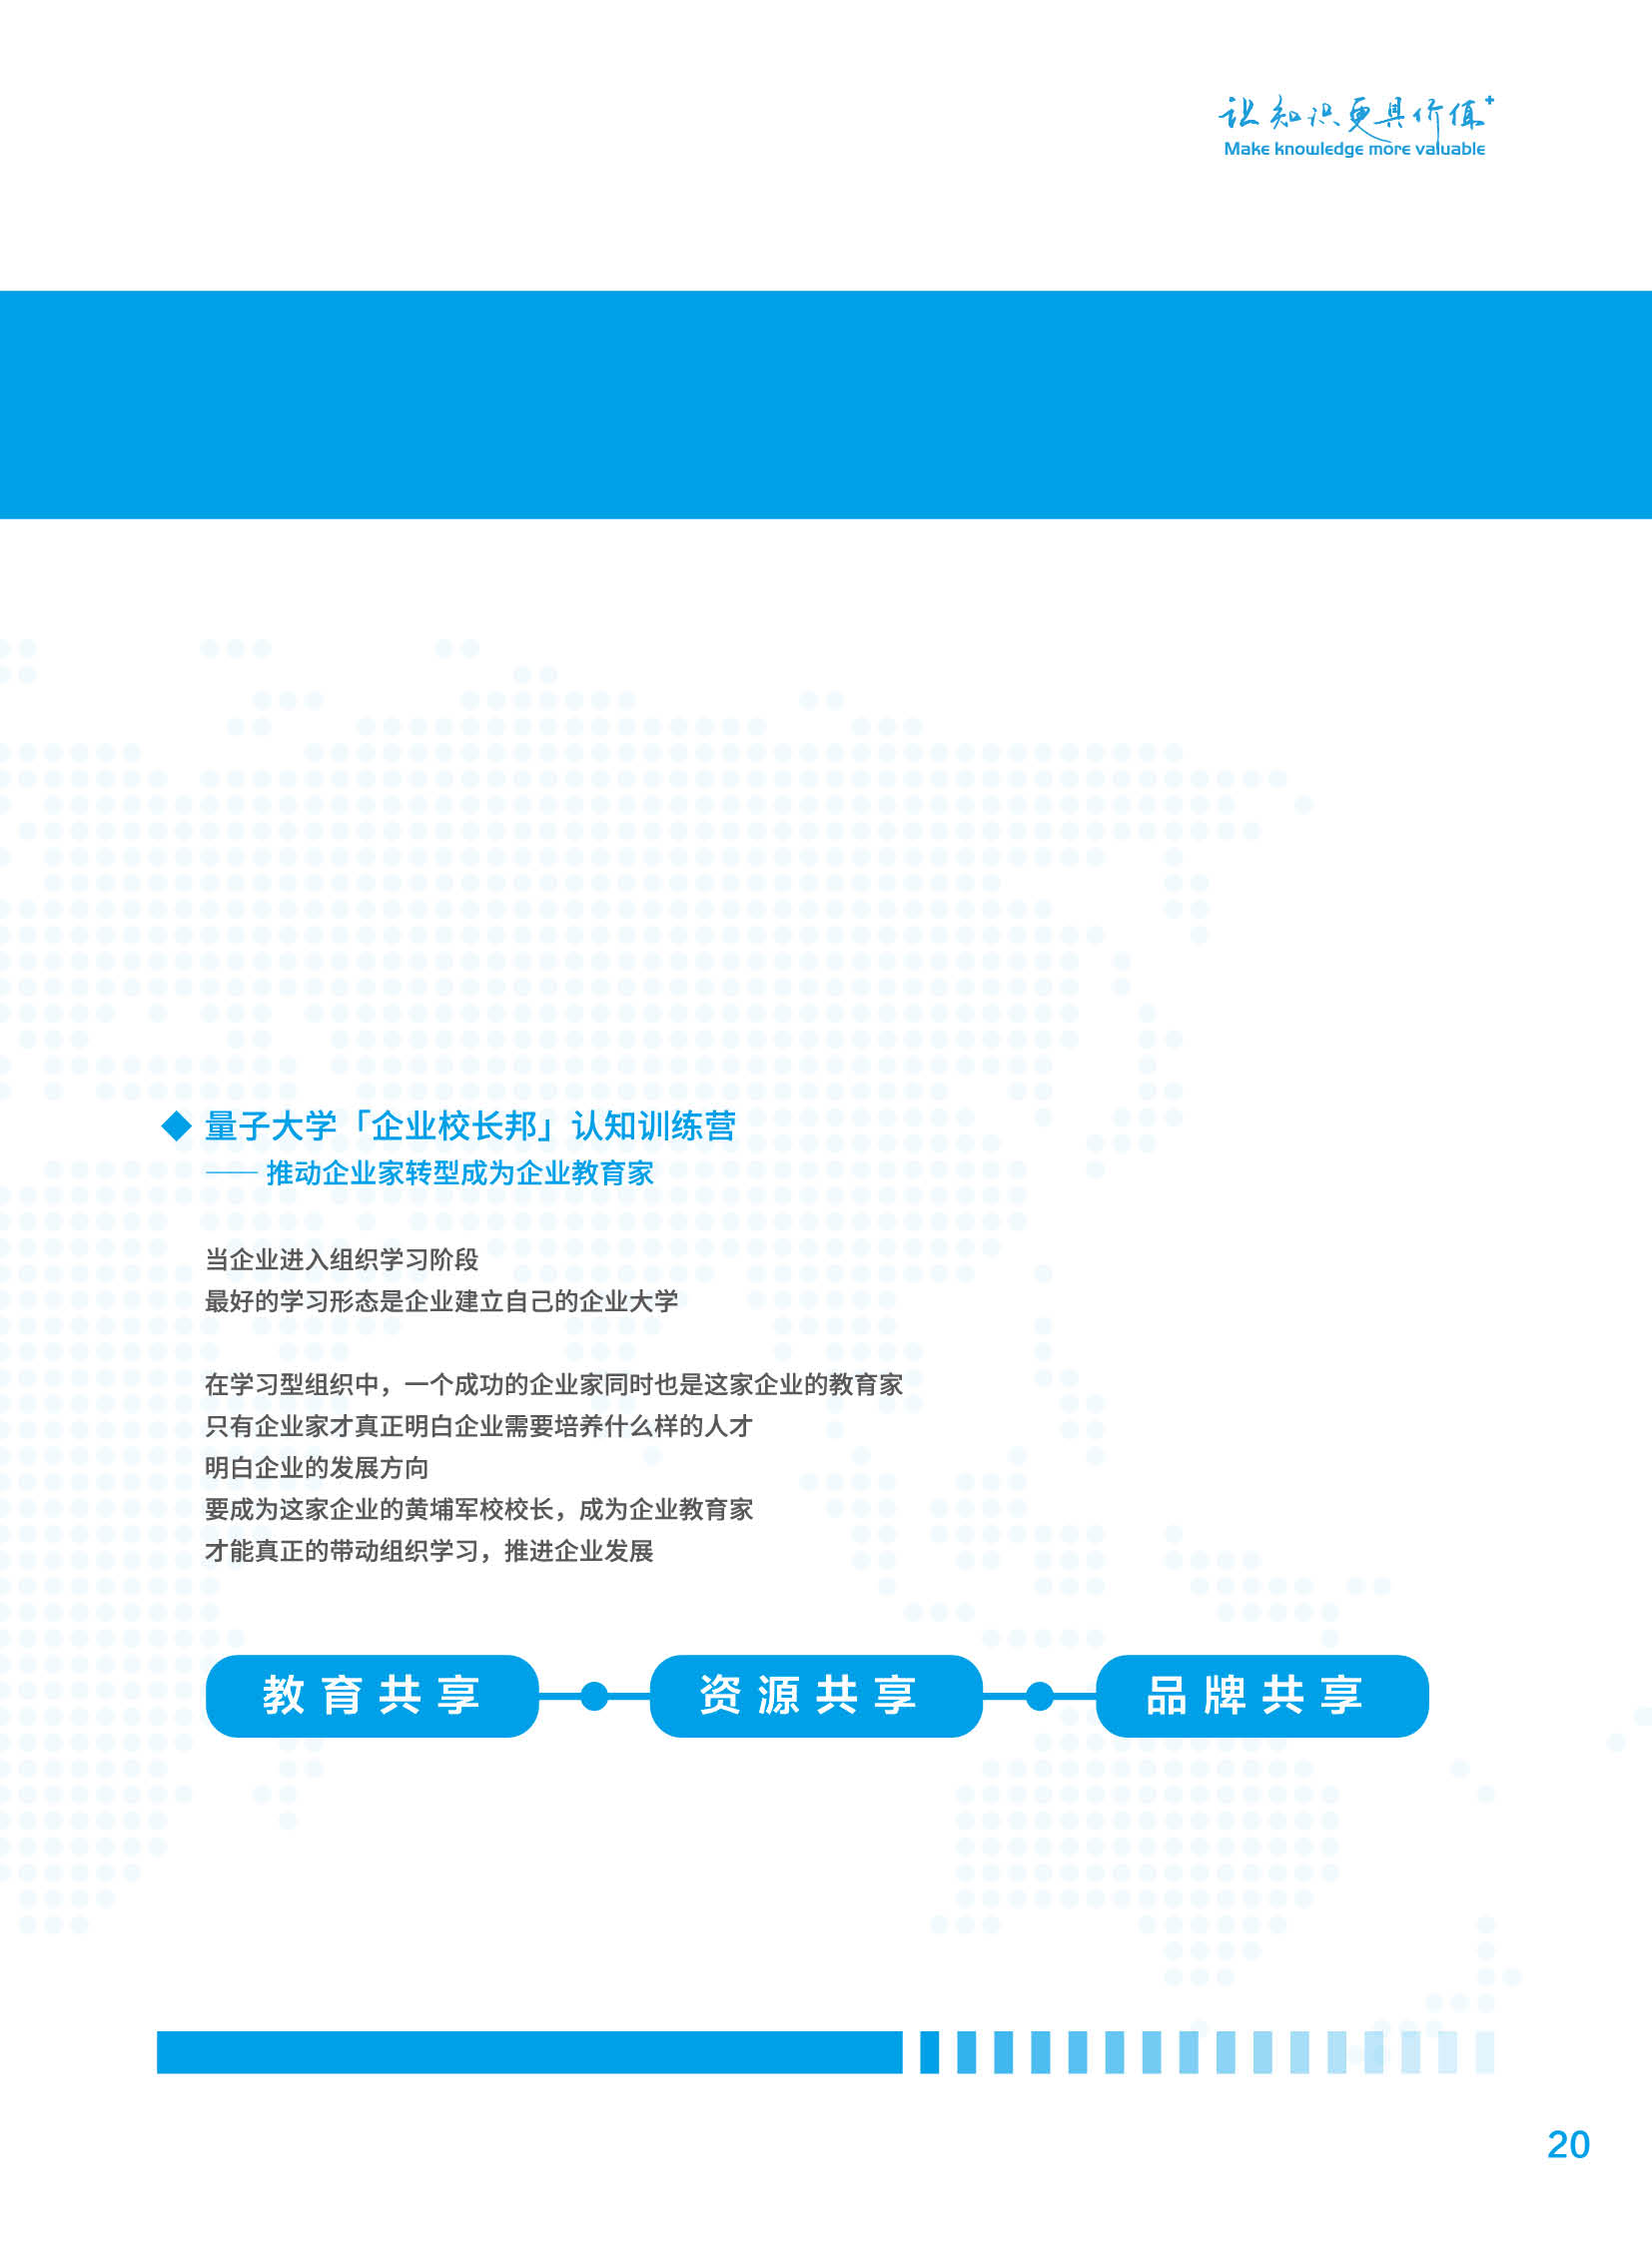 让知识更具价值+
Make knowledge more valuable
◆ 量子大学「企业校长邦」认知训练营
—— 推动企业家转型成为企业教育家
当企业进入组织学习阶段
最好的学习形态是企业建立自己的企业大学
在学习型组织中，一个成功的企业家同时也是这家企业的教育家
只有企业家才真正明白企业需要培养什么样的人才
明白企业的发展方向
要成为这家企业的黄埔军校校长，成为企业教育家
才能真正的带动组织学习，推进企业发展
教育共享
资源共享
品牌共享
20